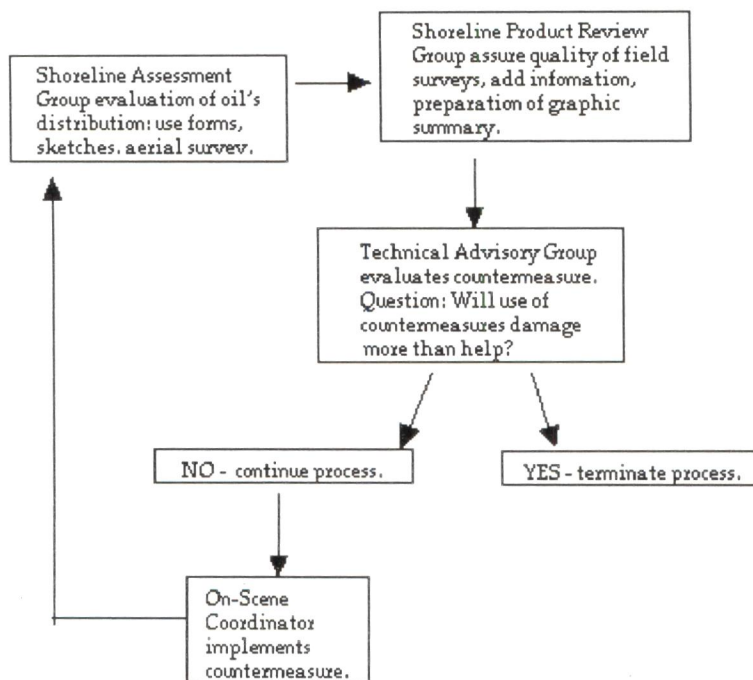 Shoreline Assessment
Group evaluation of oil's
distribution: use forms,
sketches. aerial survey.
Shoreline Product Review
Group assure quality of field
surveys, add infomation,
preparation of graphic
summary.
Technical Advisory Group
evaluates countermeasure.
Question: Will use of
countermeasures damage
more than help?
NO - continue process.
YES - terminate process.
On-Scene
Coordinator
implements
countermeasure.